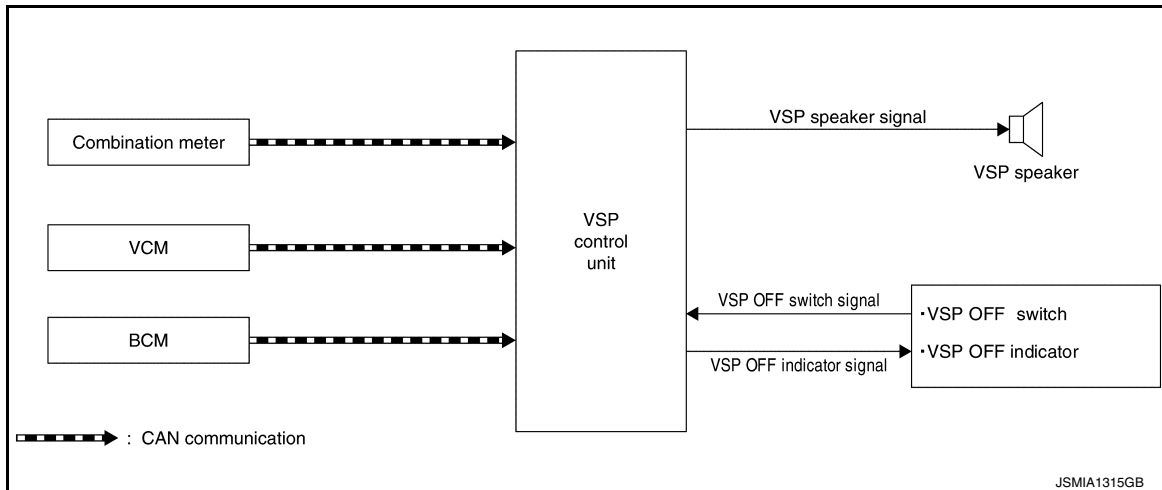 Combination meter
VCM
BCM
VSP
control
unit
VSP speaker signal
VSP speaker
VSP OFF switch signal
VSP OFF indicator signal
·VSP OFF switch
·VSP OFF indicator
: CAN communication
JSMIA1315GB